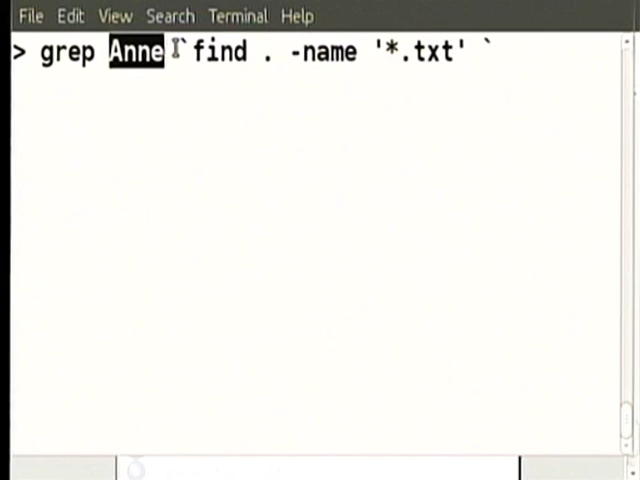 File Edit View Search Terminal Help
> grep Anne `find . -name '*.txt' `